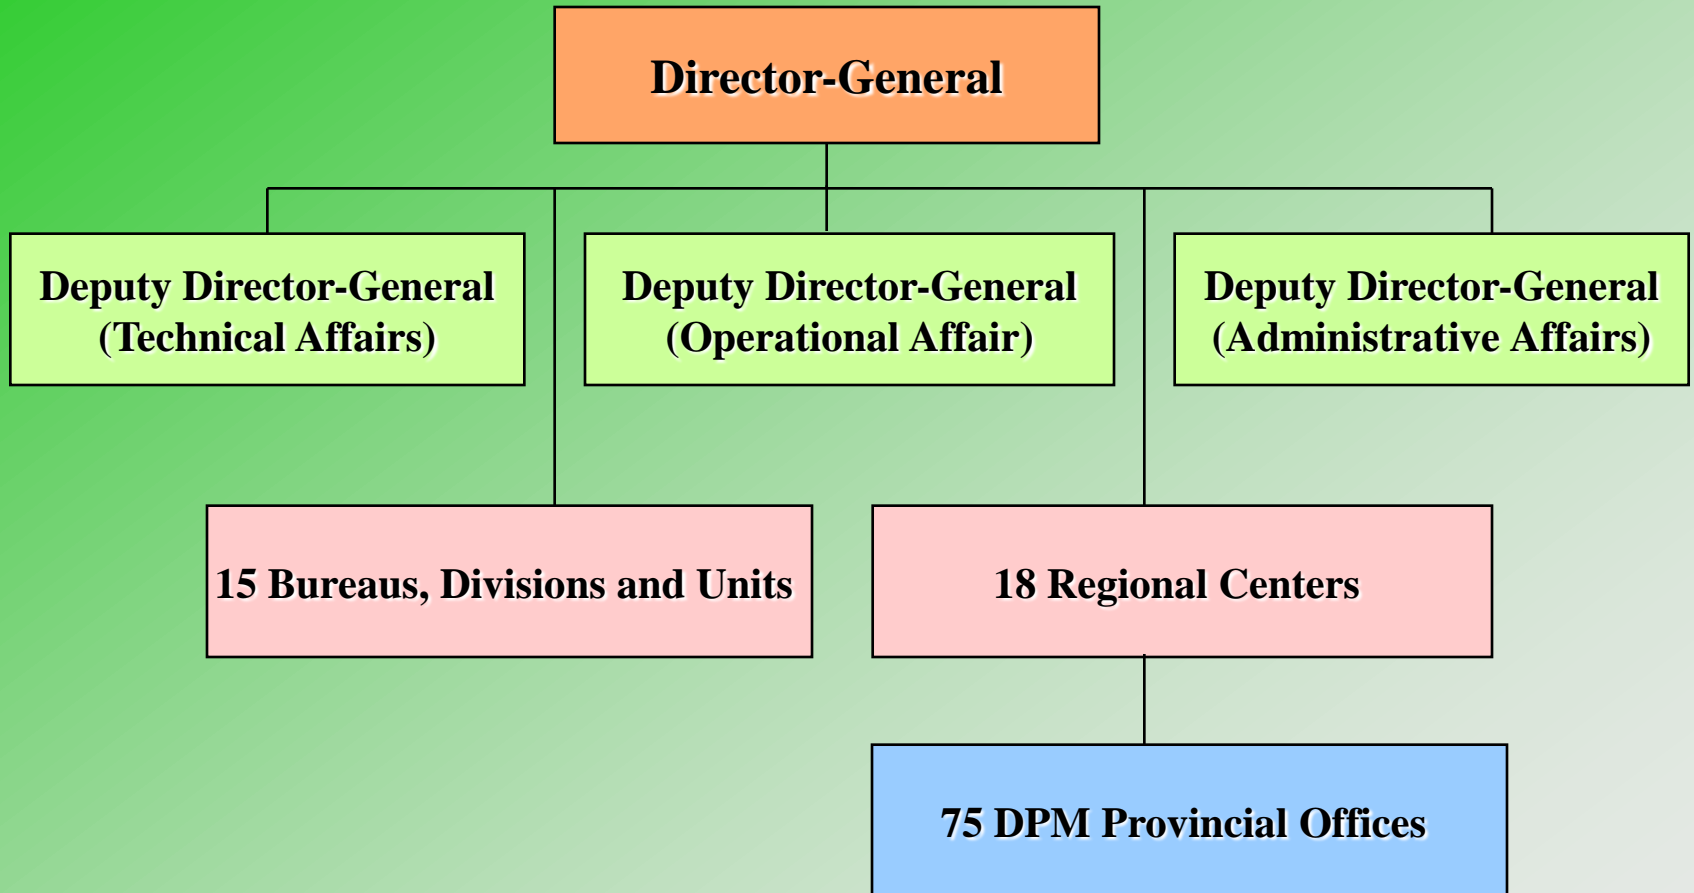 Director-General
Deputy Director-General
(Technical Affairs)
Deputy Director-General
(Operational Affair)
Deputy Director-General
(Administrative Affairs)
15 Bureaus, Divisions and Units
18 Regional Centers
75 DPM Provincial Offices